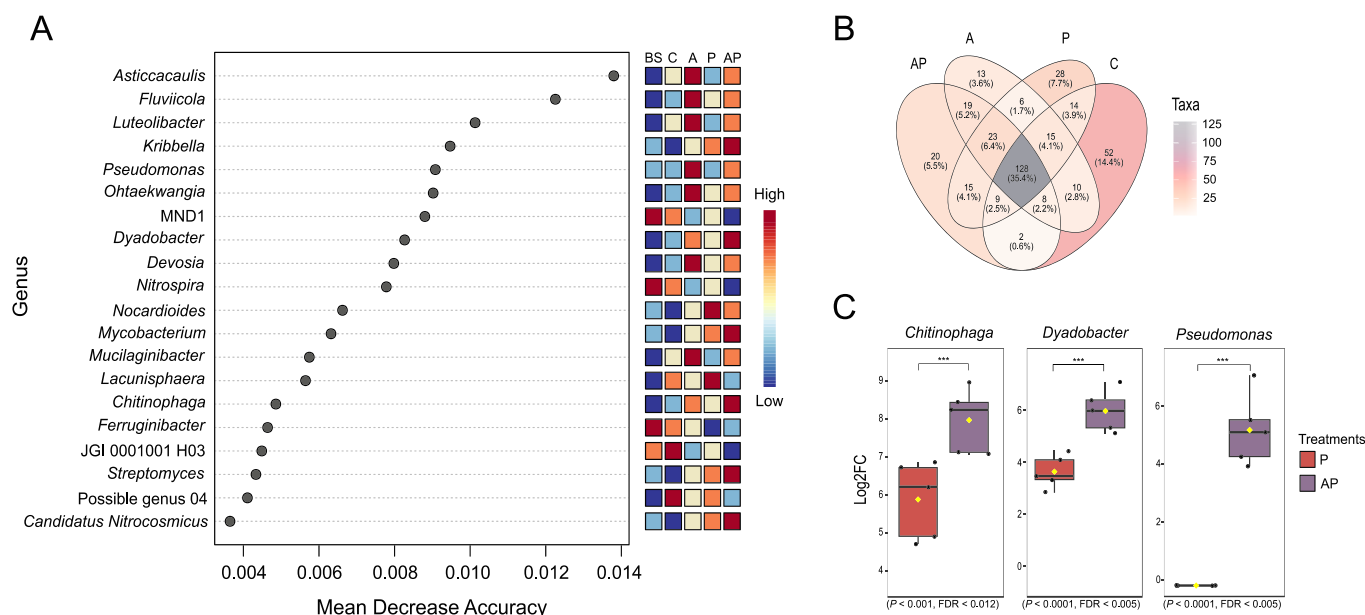 A
BS C A P AP
Genus
Asticcacaulis
Fluviicola
Luteolibacter
Kribbella
Pseudomonas
Ohtaekwangia
MND1
Dyadobacter
Devosia
Nitrospira
Nocardioides
Mycobacterium
Mucilaginibacter
Lacunisphaera
Chitinophaga
Ferruginibacter
JGI 0001001 H03
Streptomyces
Possible genus 04
Candidatus Nitrocosmicus
0.004 0.006 0.008 0.010 0.012 0.014
Mean Decrease Accuracy
High
Low
B
A P
AP C
13
(3.6%)
28
(7.7%)
19
(5.2%)
6
(1.7%)
14
(3.9%)
23
(6.4%)
15
(4.1%)
20
(5.5%)
128
(35.4%)
52
(14.4%)
15
(4.1%)
9
(2.5%)
8
(2.2%)
10
(2.8%)
2
(0.6%)
Taxa
125
100
75
50
25
C
Chitinophaga Dyadobacter Pseudomonas
*** *** ***
Log2FC
9
8
7
6
5
4
6
4
2
0
6
4
2
0
(P < 0.001, FDR < 0.012) (P < 0.0001, FDR < 0.005) (P < 0.0001, FDR < 0.005)
Treatments
P
AP